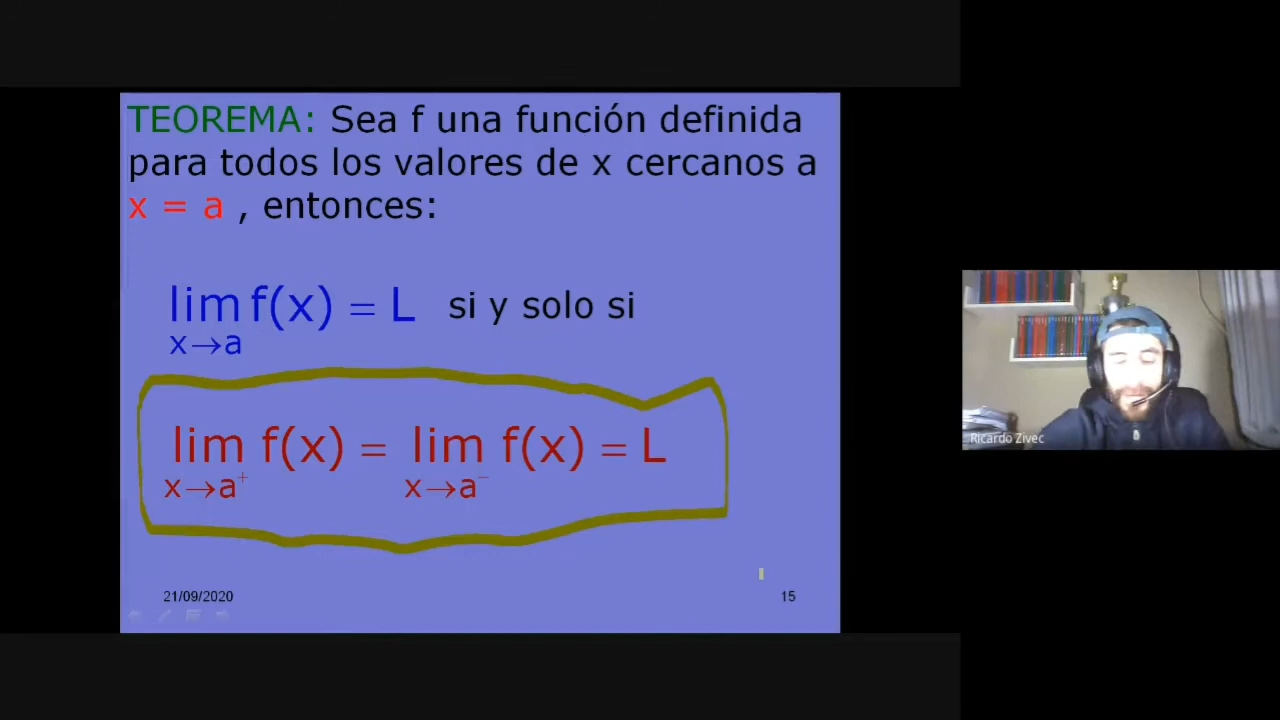 TEOREMA: Sea f una función definida
para todos los valores de x cercanos a
x = a , entonces:
lim f(x) = L si y solo si
x→a
lim f(x) = lim f(x) = L
x→a⁺ x→a⁻
21/09/2020
15
Ricardo Zivec